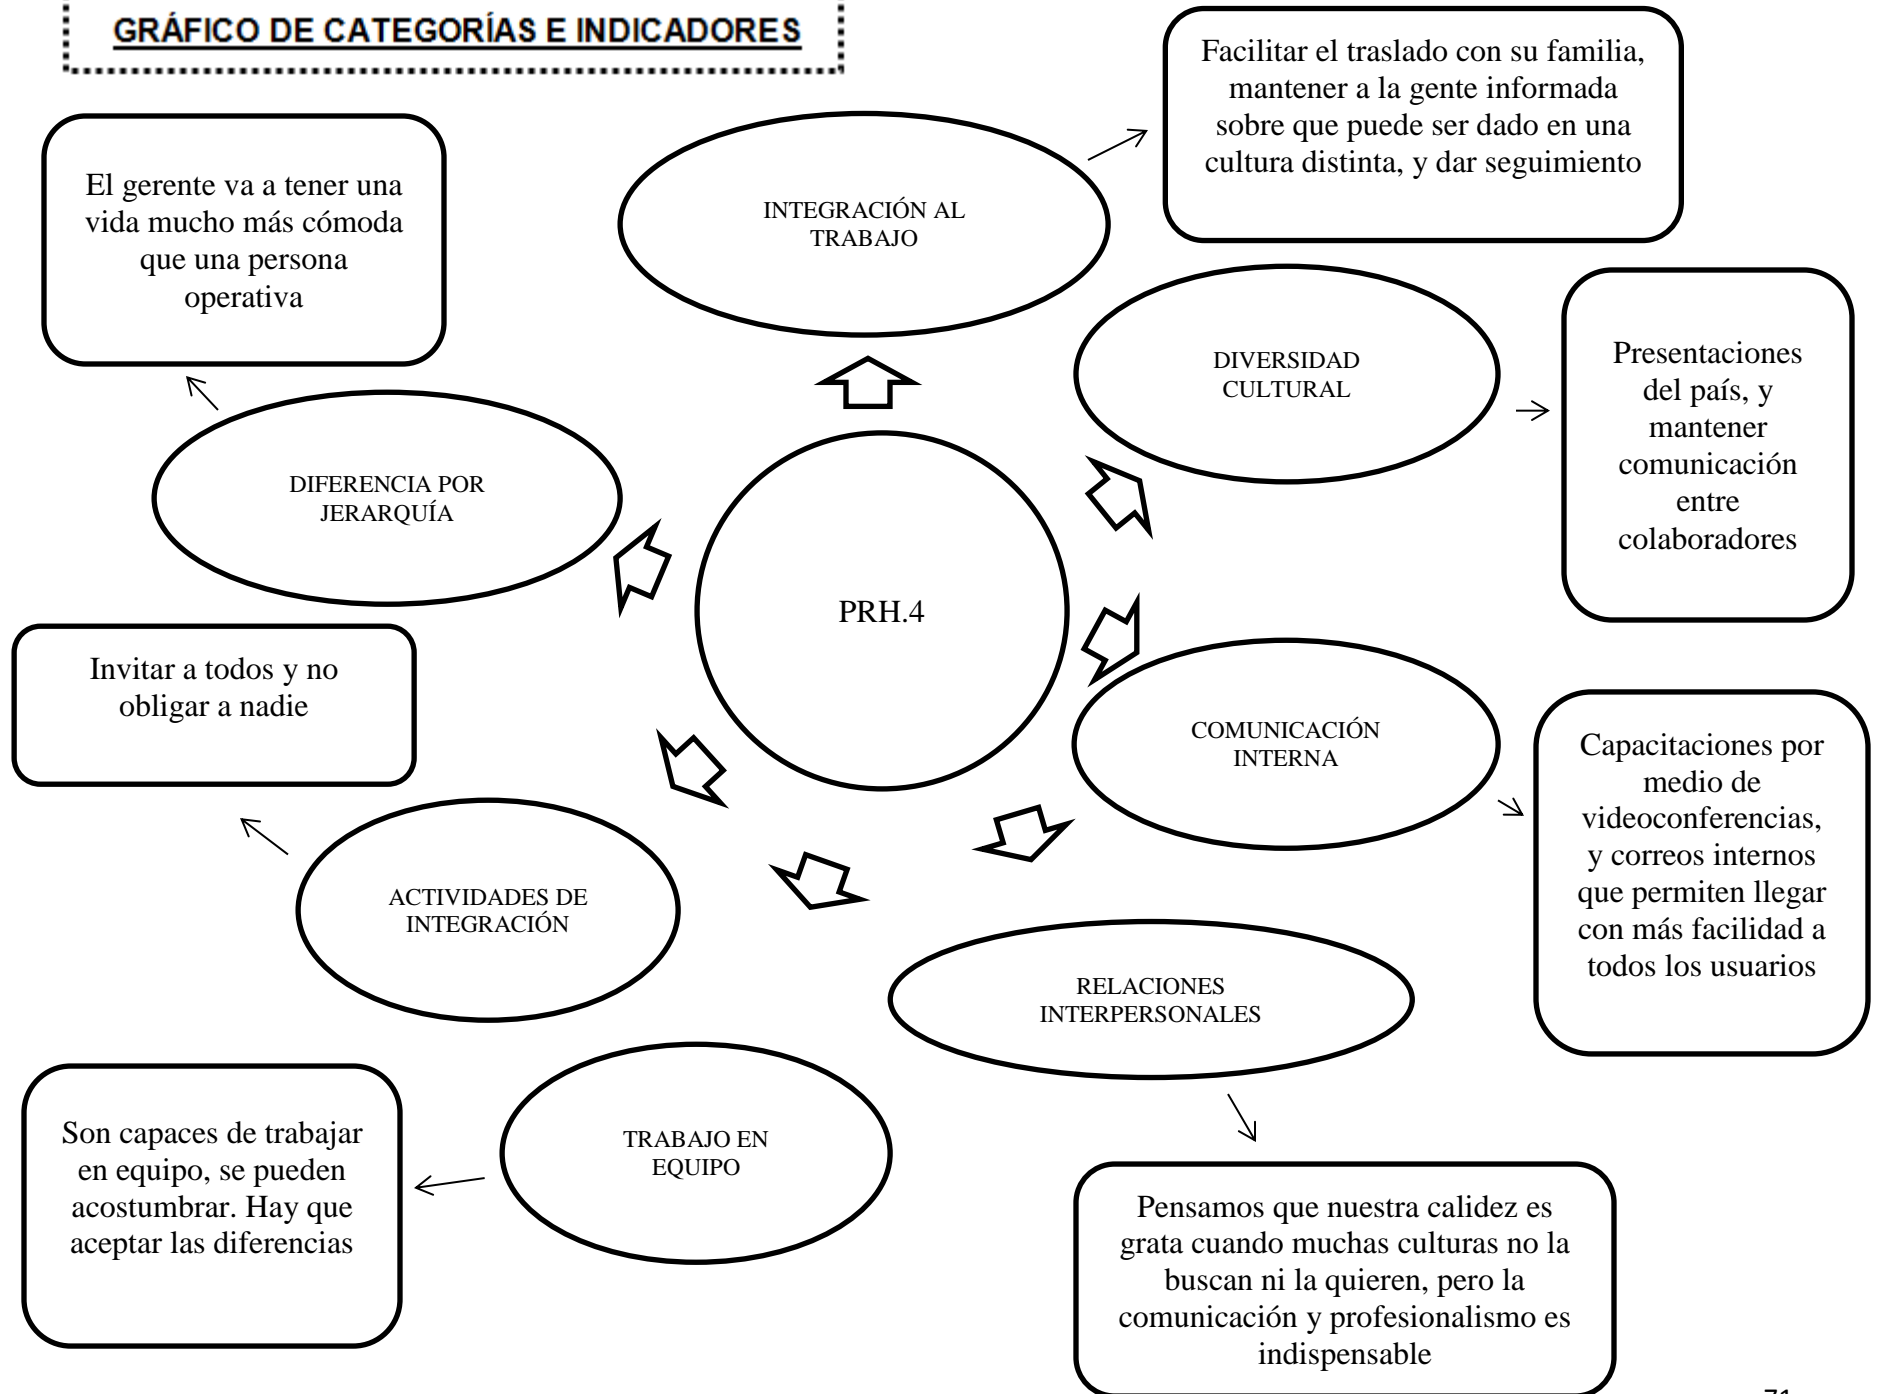 GRÁFICO DE CATEGORÍAS E INDICADORES
Facilitar el traslado con su familia,
mantener a la gente informada
sobre que puede ser dado en una
cultura distinta, y dar seguimiento
El gerente va a tener una
vida mucho más cómoda
que una persona
operativa
INTEGRACIÓN AL
TRABAJO
DIVERSIDAD
CULTURAL
Presentaciones
del país, y
mantener
comunicación
entre
colaboradores
DIFERENCIA POR
JERARQUÍA
PRH.4
Invitar a todos y no
obligar a nadie
COMUNICACIÓN
INTERNA
Capacitaciones por
medio de
videoconferencias,
y correos internos
que permiten llegar
con más facilidad a
todos los usuarios
ACTIVIDADES DE
INTEGRACIÓN
RELACIONES
INTERPERSONALES
Son capaces de trabajar
en equipo, se pueden
acostumbrar. Hay que
aceptar las diferencias
TRABAJO EN
EQUIPO
Pensamos que nuestra calidez es
grata cuando muchas culturas no la
buscan ni la quieren, pero la
comunicación y profesionalismo es
indispensable